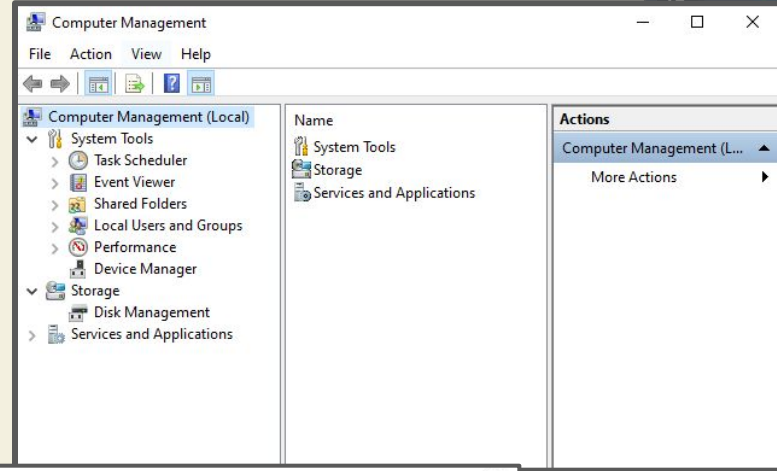 Computer Management
File Action View Help
Computer Management (Local)
System Tools
Task Scheduler
Event Viewer
Shared Folders
Local Users and Groups
Performance
Device Manager
Storage
Disk Management
Services and Applications
Name
System Tools
Storage
Services and Applications
Actions
Computer Management (L...
More Actions